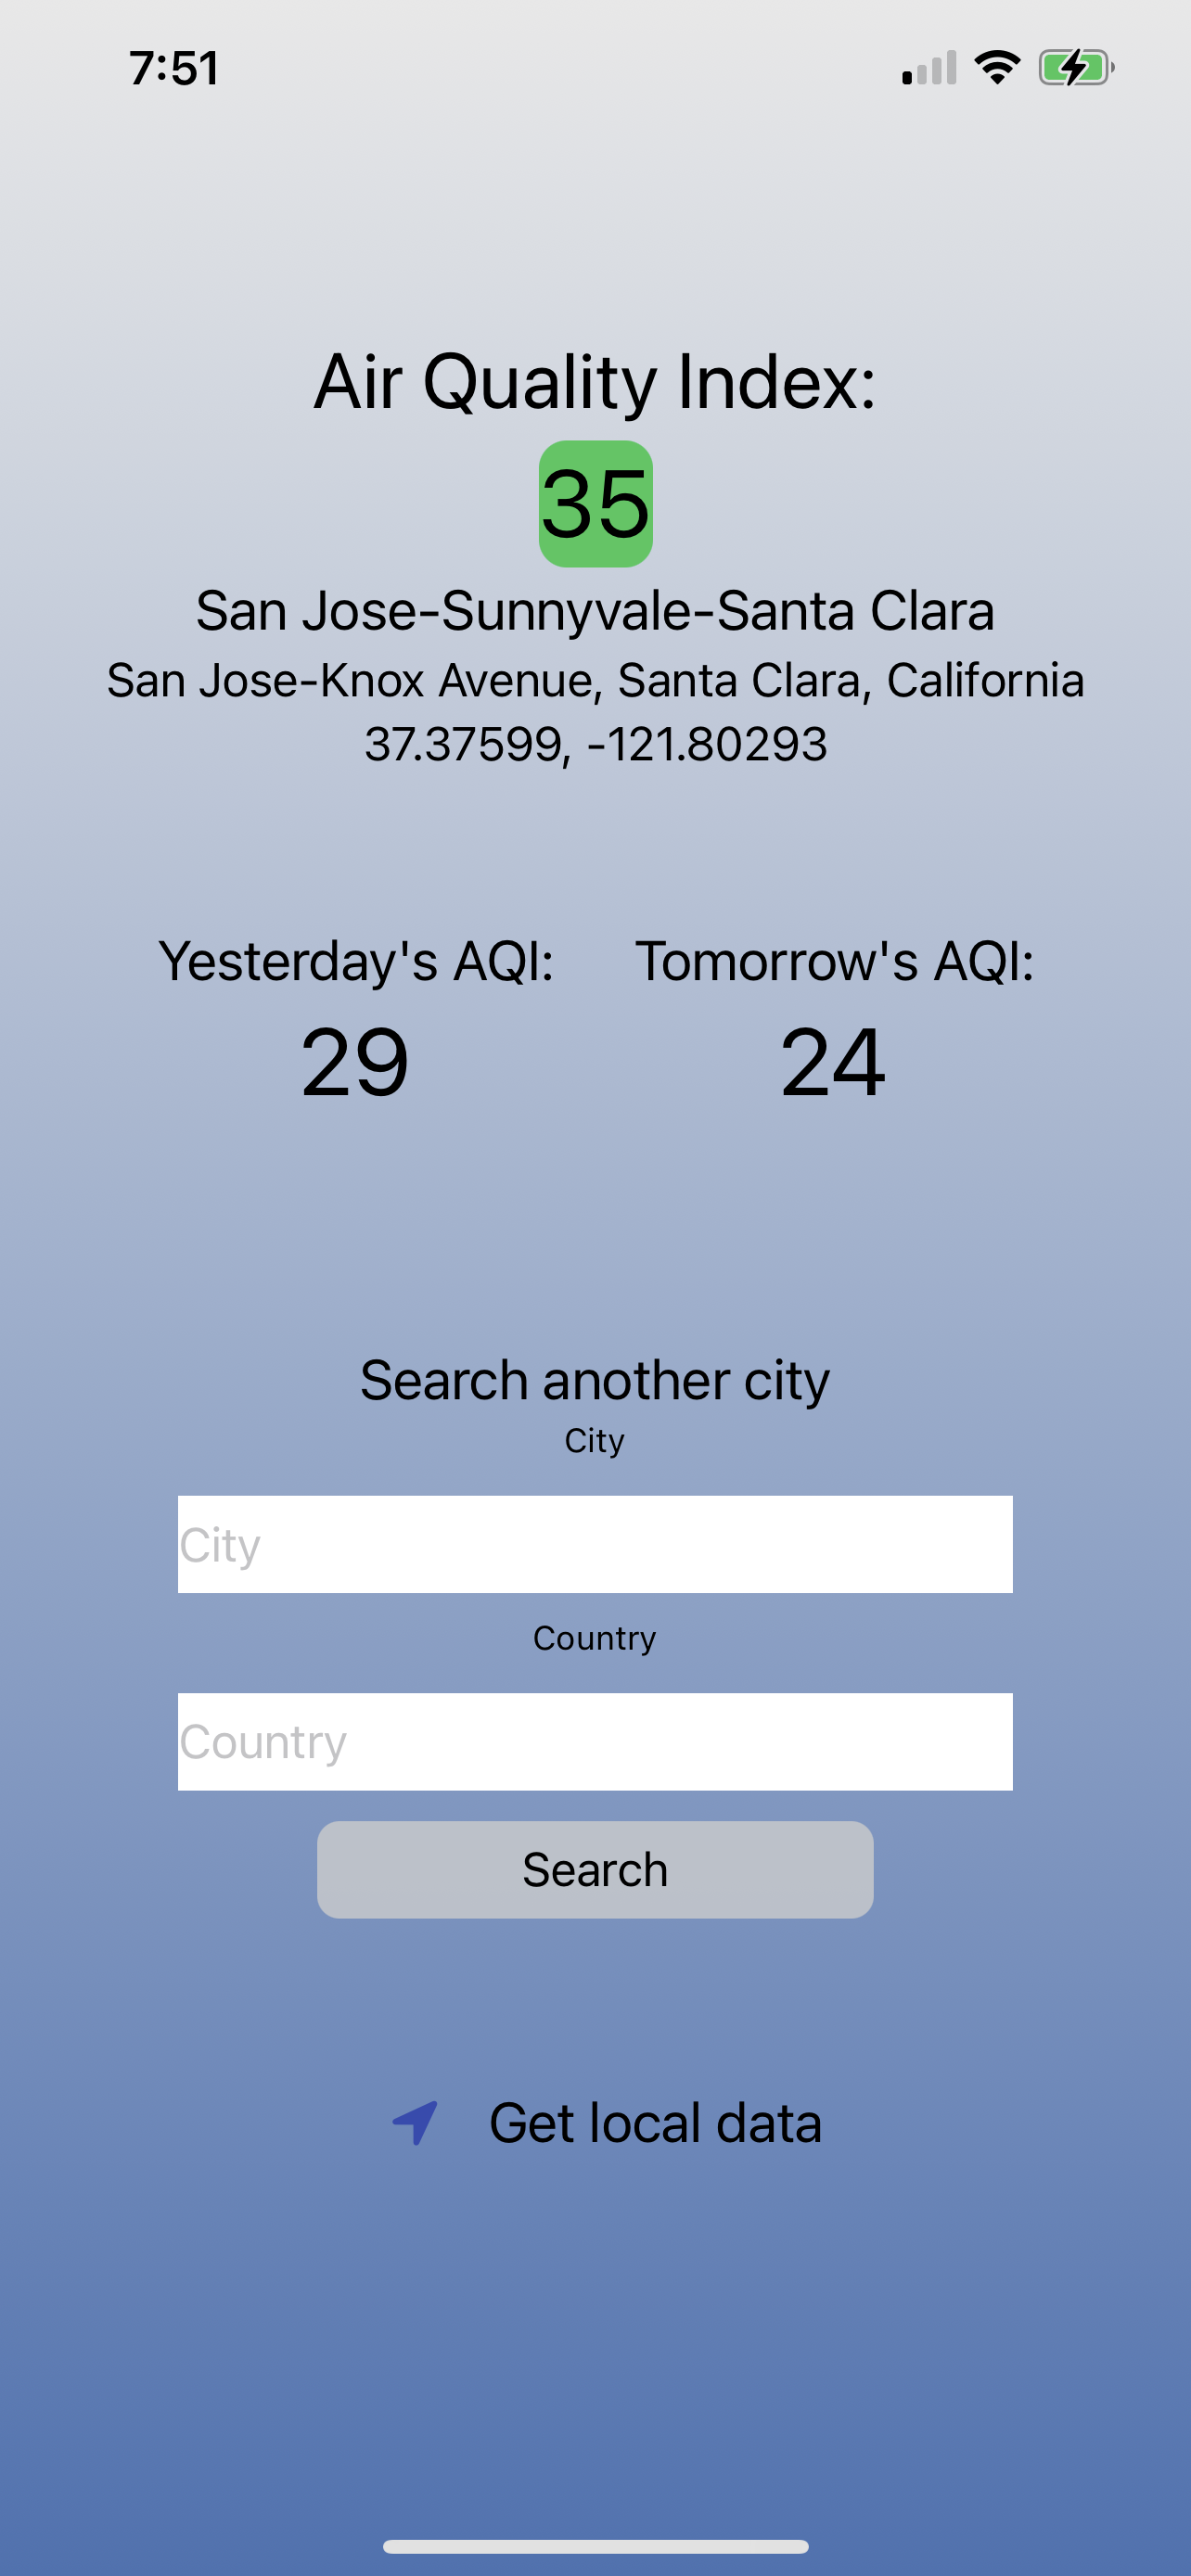 7:51
Air Quality Index:
35
San Jose-Sunnyvale-Santa Clara
San Jose-Knox Avenue, Santa Clara, California
37.37599, -121.80293
Yesterday's AQI: Tomorrow's AQI:
29 24
Search another city
City
City
Country
Country
Search
Get local data